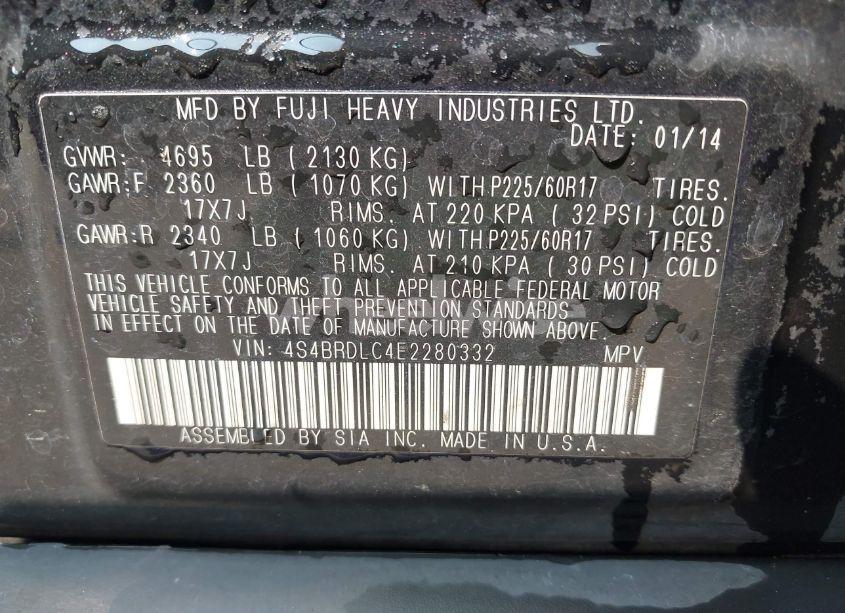 MFD BY FUJI HEAVY INDUSTRIES LTD.
DATE: 01/14
GVWR: 4695 LB ( 2130 KG)
GAWR:F 2360 LB ( 1070 KG) WITH P225/60R17 TIRES.
17X7J RIMS. AT 220 KPA ( 32 PSI) COLD
GAWR:R 2340 LB ( 1060 KG) WITH P225/60R17 TIRES.
17X7J RIMS. AT 210 KPA ( 30 PSI) COLD
THIS VEHICLE CONFORMS TO ALL APPLICABLE FEDERAL MOTOR
VEHICLE SAFETY AND THEFT PREVENTION STANDARDS
IN EFFECT ON THE DATE OF MANUFACTURE SHOWN ABOVE.
VIN: 4S4BRDLC4E2280332 MPV
ASSEMBLED BY SIA INC. MADE IN U.S.A.